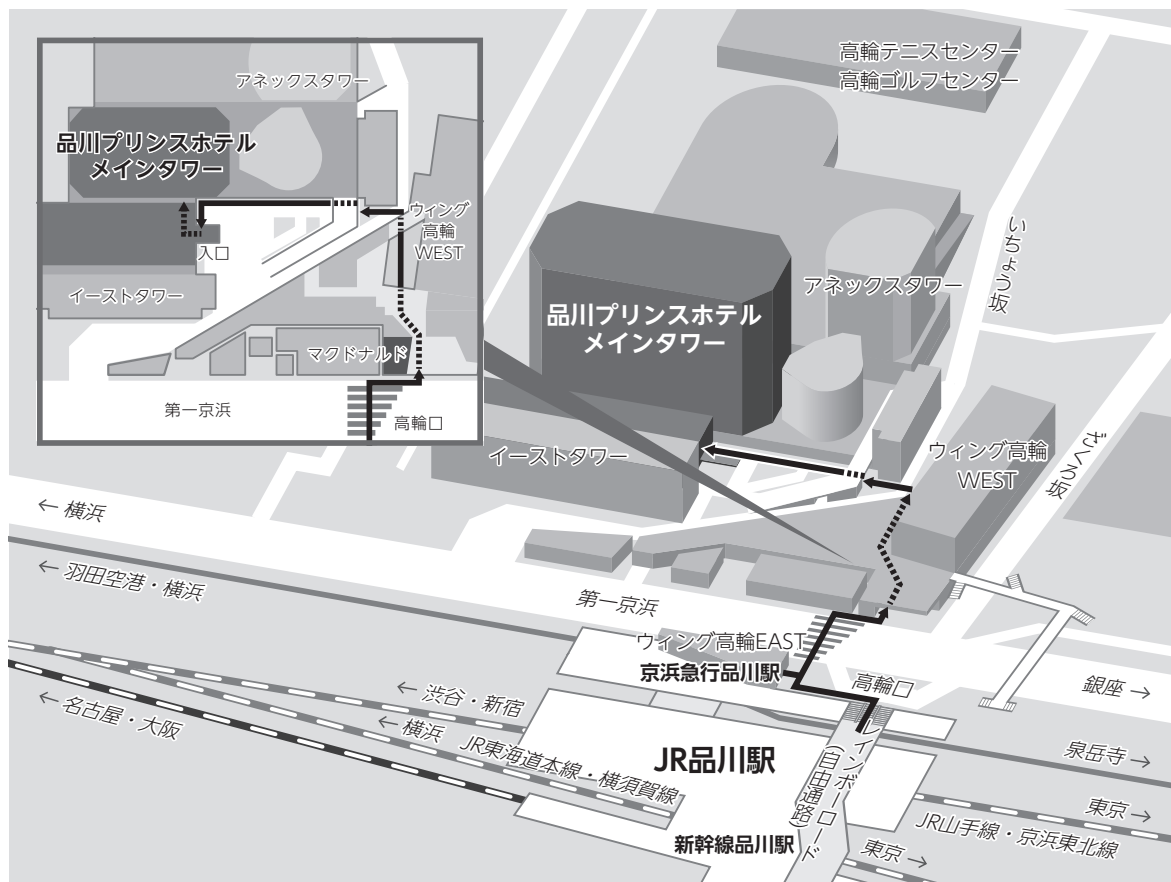 アネックスタワー
品川プリンスホテル
メインタワー
ウィング
高輪
WEST
入口
イーストタワー
マクドナルド
第一京浜
高輪口
高輪テニスセンター
高輪ゴルフセンター
いちょう坂
アネックスタワー
品川プリンスホテル
メインタワー
ざくろ坂
ウィング高輪
WEST
イーストタワー
← 横浜
← 羽田空港・横浜
第一京浜
ウィング高輪EAST
京浜急行品川駅
高輪口
銀座 →
← 渋谷・新宿
← 名古屋・大阪
← 横浜
JR東海道本線・横須賀線
JR品川駅
レインボーロード
(自由通路)
泉岳寺
東京 →
JR山手線・京浜東北線
新幹線品川駅
東京 →